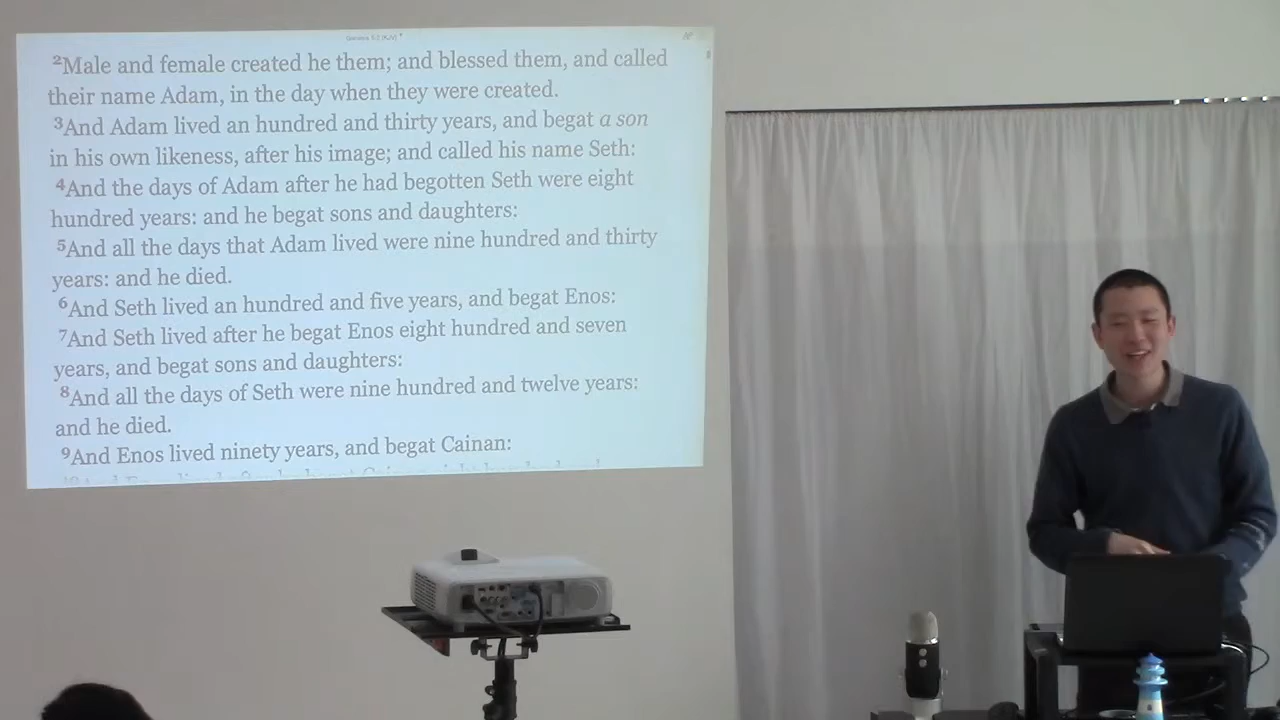 Genesis 5:2 (KJV)
²Male and female created he them; and blessed them, and called
their name Adam, in the day when they were created.
³And Adam lived an hundred and thirty years, and begat a son
in his own likeness, after his image; and called his name Seth:
⁴And the days of Adam after he had begotten Seth were eight
hundred years: and he begat sons and daughters:
⁵And all the days that Adam lived were nine hundred and thirty
years: and he died.
⁶And Seth lived an hundred and five years, and begat Enos:
⁷And Seth lived after he begat Enos eight hundred and seven
years, and begat sons and daughters:
⁸And all the days of Seth were nine hundred and twelve years:
and he died.
⁹And Enos lived ninety years, and begat Cainan: